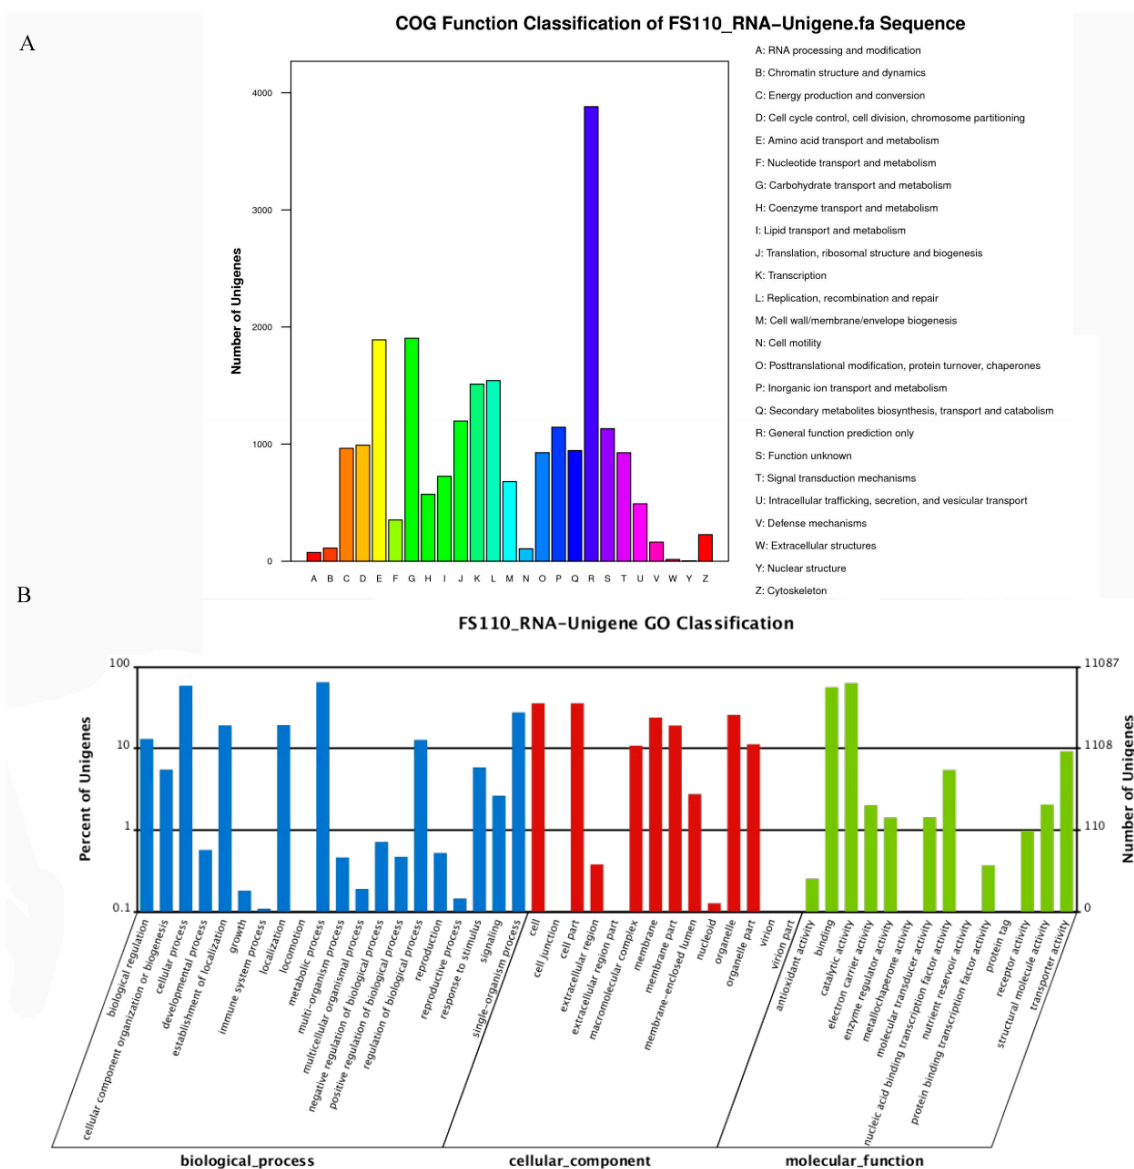 A
COG Function Classification of FS110_RNA−Unigene.fa Sequence
Number of Unigenes
4000
3000
2000
1000
0
A B C D E F G H I J K L M N O P Q R S T U V W Y Z
A: RNA processing and modification
B: Chromatin structure and dynamics
C: Energy production and conversion
D: Cell cycle control, cell division, chromosome partitioning
E: Amino acid transport and metabolism
F: Nucleotide transport and metabolism
G: Carbohydrate transport and metabolism
H: Coenzyme transport and metabolism
I: Lipid transport and metabolism
J: Translation, ribosomal structure and biogenesis
K: Transcription
L: Replication, recombination and repair
M: Cell wall/membrane/envelope biogenesis
N: Cell motility
O: Posttranslational modification, protein turnover, chaperones
P: Inorganic ion transport and metabolism
Q: Secondary metabolites biosynthesis, transport and catabolism
R: General function prediction only
S: Function unknown
T: Signal transduction mechanisms
U: Intracellular trafficking, secretion, and vesicular transport
V: Defense mechanisms
W: Extracellular structures
Y: Nuclear structure
Z: Cytoskeleton
B
FS110_RNA−Unigene GO Classification
Percent of Unigenes
100
10
1
0.1
11087
1108
110
0
Number of Unigenes
biological regulation
cellular component organization or biogenesis
cellular process
developmental process
establishment of localization
growth
immune system process
localization
locomotion
metabolic process
multi-organism process
multicellular organismal process
negative regulation of biological process
positive regulation of biological process
regulation of biological process
reproduction
reproductive process
response to stimulus
signaling
single-organism process
cell
cell junction
cell part
extracellular region
extracellular region part
macromolecular complex
membrane
membrane part
membrane-enclosed lumen
nucleoid
organelle
organelle part
virion
virion part
antioxidant activity
binding
catalytic activity
electron carrier activity
enzyme regulator activity
metallochaperone activity
molecular transducer activity
nucleic acid binding transcription factor activity
nutrient reservoir activity
protein binding transcription factor activity
protein tag
receptor activity
structural molecule activity
transporter activity
biological_process
cellular_component
molecular_function